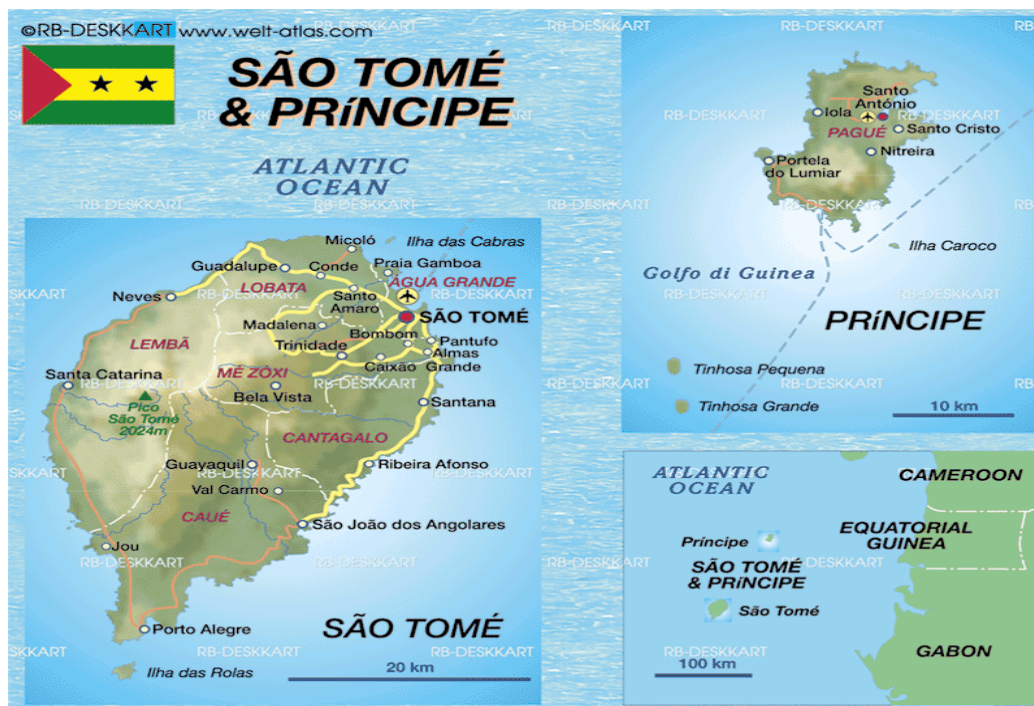 ©RB-DESKKART www.welt-atlas.com
SÃO TOMÉ
& PRíNCIPE
ATLANTIC
OCEAN
Micoló
Ilha das Cabras
Guadalupe
Conde
Praia Gamboa
LOBATA
ÁGUA GRANDE
Neves
Santo
Amaro
SÃO TOMÉ
Madalena
Bombom
LEMBÃ
Trinidade
Pantufo
Almas
Caixão Grande
Santa Catarina
MÉ ZÓXI
Bela Vista
Pico
São Tomé
2024m
Santana
CANTAGALO
Guayaquil
Ribeira Afonso
Val Carmo
CAUÉ
São João dos Angolares
Jou
Porto Alegre
SÃO TOMÉ
Ilha das Rolas
20 km
Santo
António
Iola
PAGUÉ
Santo Cristo
Nitreira
Portela
do Lumiar
Ilha Caroco
Golfo di Guinea
PRíNCIPE
Tinhosa Pequena
Tinhosa Grande
10 km
ATLANTIC
OCEAN
CAMEROON
EQUATORIAL
GUINEA
Príncipe
SÃO TOMÉ
& PRíNCIPE
São Tomé
GABON
100 km
RB-DESKKART